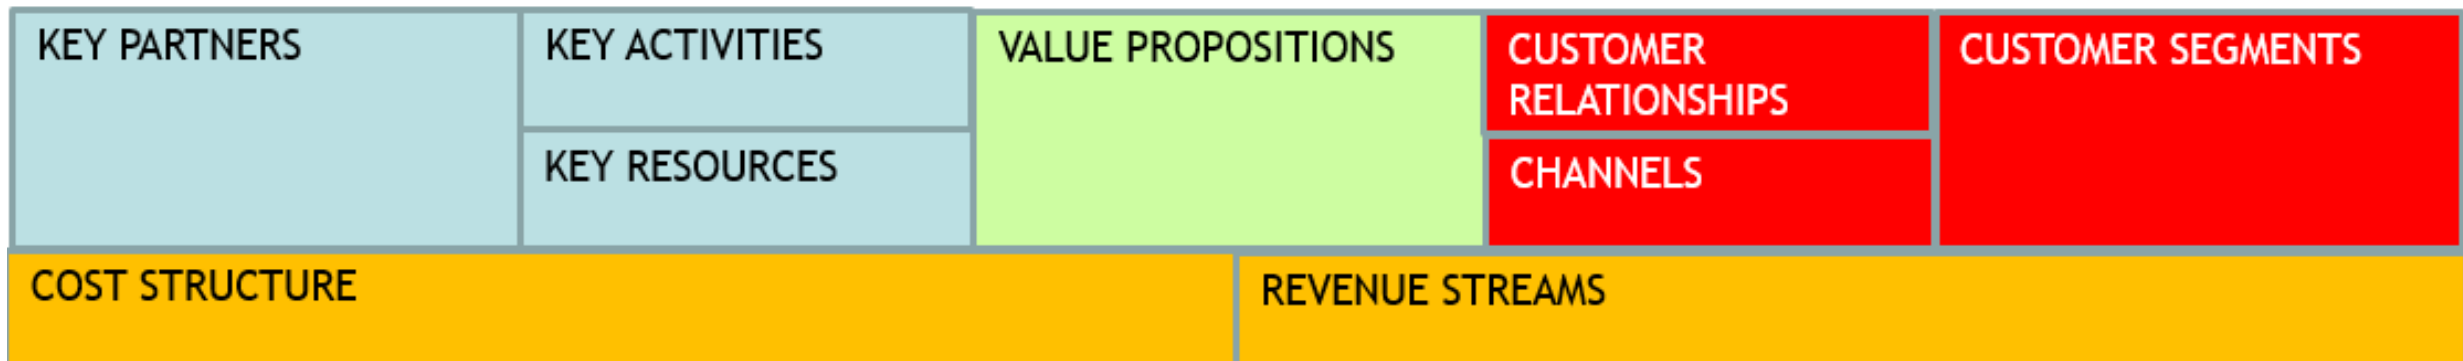 KEY PARTNERS
KEY ACTIVITIES
KEY RESOURCES
VALUE PROPOSITIONS
CUSTOMER
RELATIONSHIPS
CHANNELS
CUSTOMER SEGMENTS
COST STRUCTURE
REVENUE STREAMS